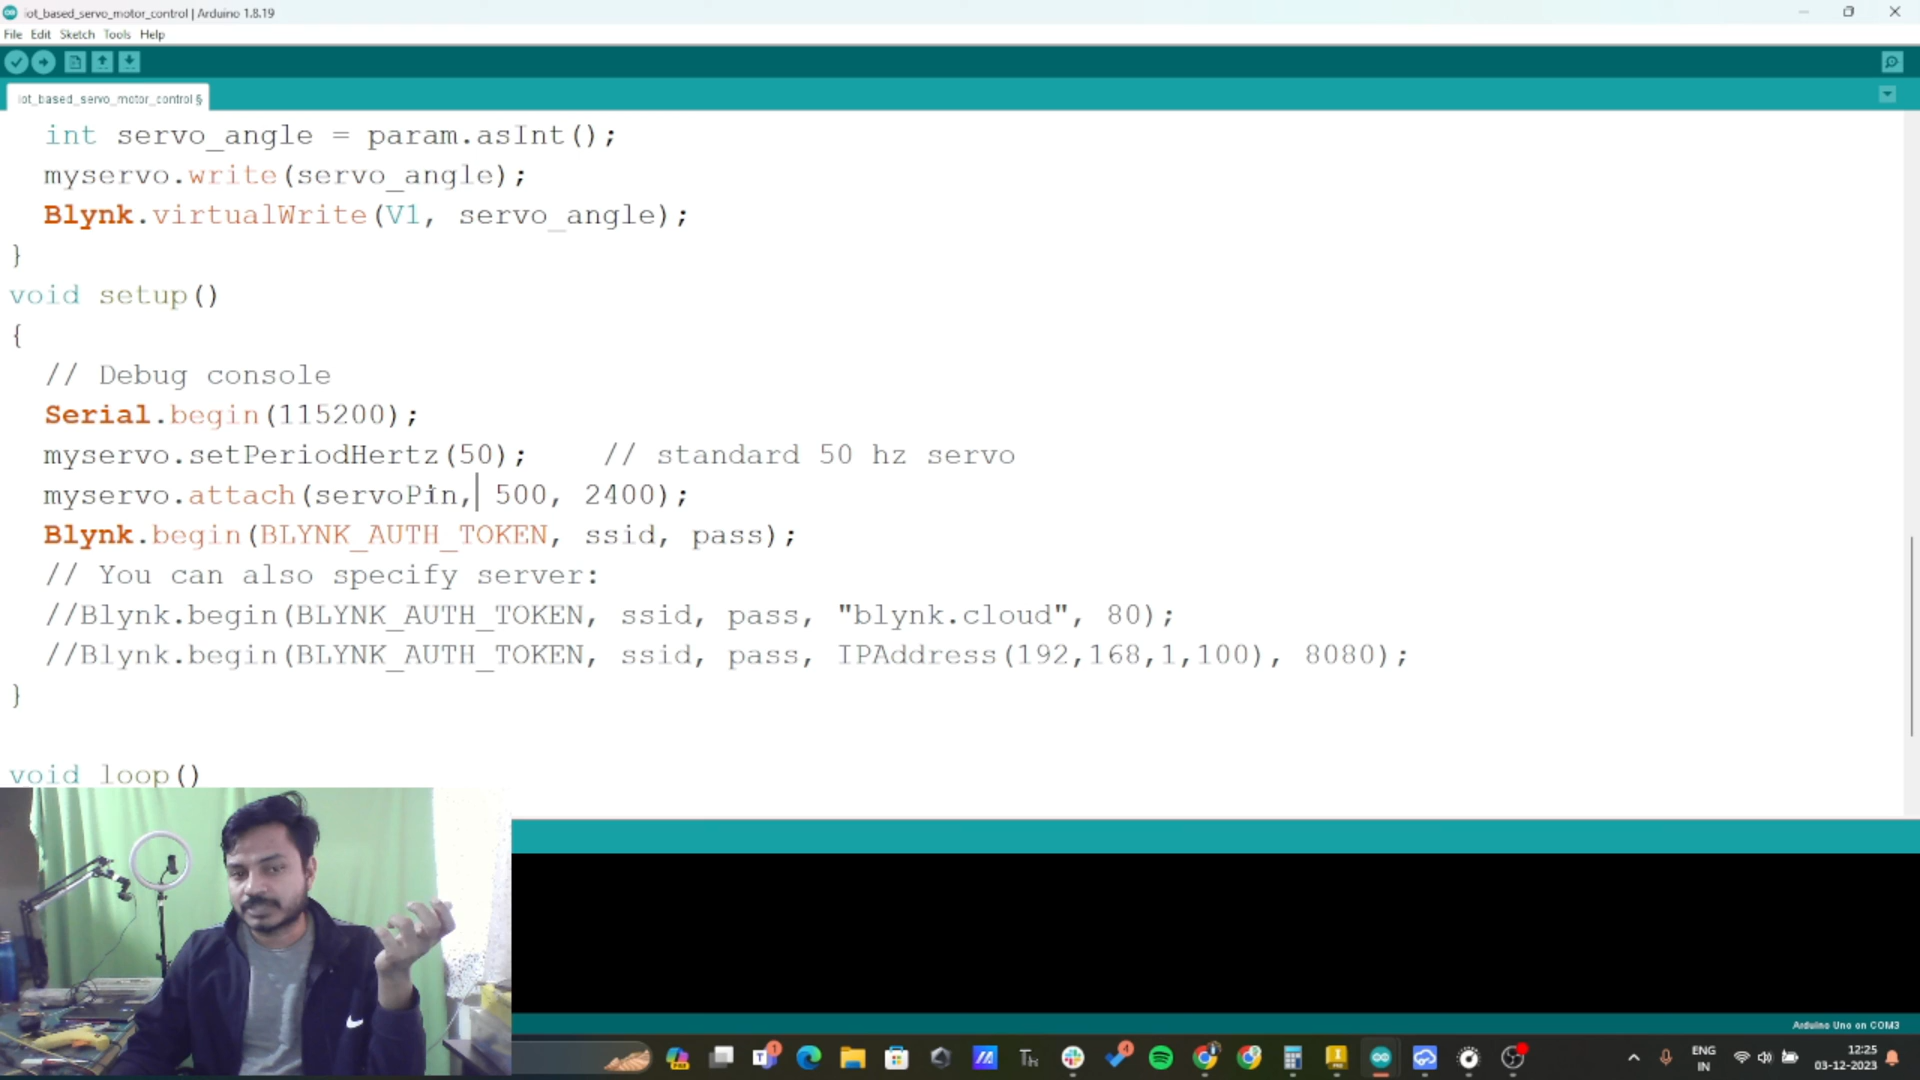 iot_based_servo_motor_control | Arduino 1.8.19
File Edit Sketch Tools Help
iot_based_servo_motor_control §
int servo_angle = param.asInt();
myservo.write(servo_angle);
Blynk.virtualWrite(V1, servo_angle);
}
void setup()
{
// Debug console
Serial.begin(115200);
myservo.setPeriodHertz(50);    // standard 50 hz servo
myservo.attach(servoPin, 500, 2400);
Blynk.begin(BLYNK_AUTH_TOKEN, ssid, pass);
// You can also specify server:
//Blynk.begin(BLYNK_AUTH_TOKEN, ssid, pass, "blynk.cloud", 80);
//Blynk.begin(BLYNK_AUTH_TOKEN, ssid, pass, IPAddress(192,168,1,100), 8080);
}
void loop()
Arduino Uno on COM3
ENG
IN
12:25
03-12-2023